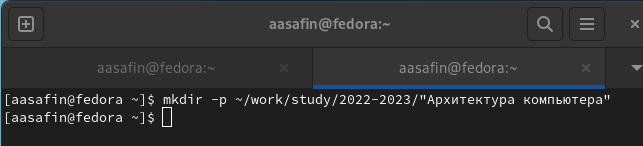 aasafin@fedora:~
aasafin@fedora:~
aasafin@fedora:~
[aasafin@fedora ~]$ mkdir -p ~/work/study/2022-2023/"Архитектура компьютера"
[aasafin@fedora ~]$